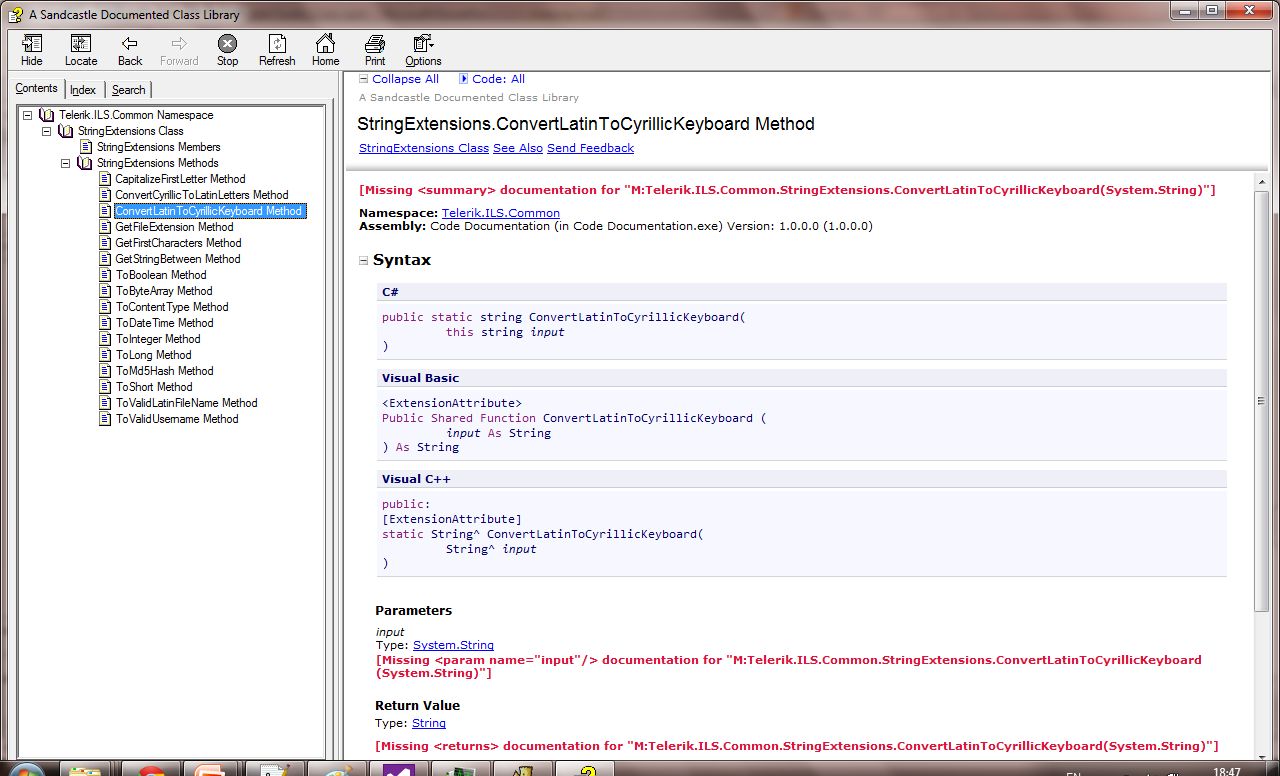 A Sandcastle Documented Class Library
Hide Locate Back Forward Stop Refresh Home Print Options
Contents Index Search
Telerik.ILS.Common Namespace
StringExtensions Class
StringExtensions Members
StringExtensions Methods
CapitalizeFirstLetter Method
ConvertCyrillicToLatinLetters Method
ConvertLatinToCyrillicKeyboard Method
GetFileExtension Method
GetFirstCharacters Method
GetStringBetween Method
ToBoolean Method
ToByteArray Method
ToContentType Method
ToDateTime Method
ToInteger Method
ToLong Method
ToMd5Hash Method
ToShort Method
ToValidLatinFileName Method
ToValidUsername Method
Collapse All Code: All
A Sandcastle Documented Class Library
StringExtensions.ConvertLatinToCyrillicKeyboard Method
StringExtensions Class See Also Send Feedback
[Missing <summary> documentation for "M:Telerik.ILS.Common.StringExtensions.ConvertLatinToCyrillicKeyboard(System.String)"]
Namespace: Telerik.ILS.Common
Assembly: Code Documentation (in Code Documentation.exe) Version: 1.0.0.0 (1.0.0.0)
Syntax
C#
public static string ConvertLatinToCyrillicKeyboard(
this string input
)
Visual Basic
<ExtensionAttribute>
Public Shared Function ConvertLatinToCyrillicKeyboard (
input As String
) As String
Visual C++
public:
[ExtensionAttribute]
static String^ ConvertLatinToCyrillicKeyboard(
String^ input
)
Parameters
input
Type: System.String
[Missing <param name="input"/> documentation for "M:Telerik.ILS.Common.StringExtensions.ConvertLatinToCyrillicKeyboard
(System.String)"]
Return Value
Type: String
[Missing <returns> documentation for "M:Telerik.ILS.Common.StringExtensions.ConvertLatinToCyrillicKeyboard(System.String)"]
EN 18:47